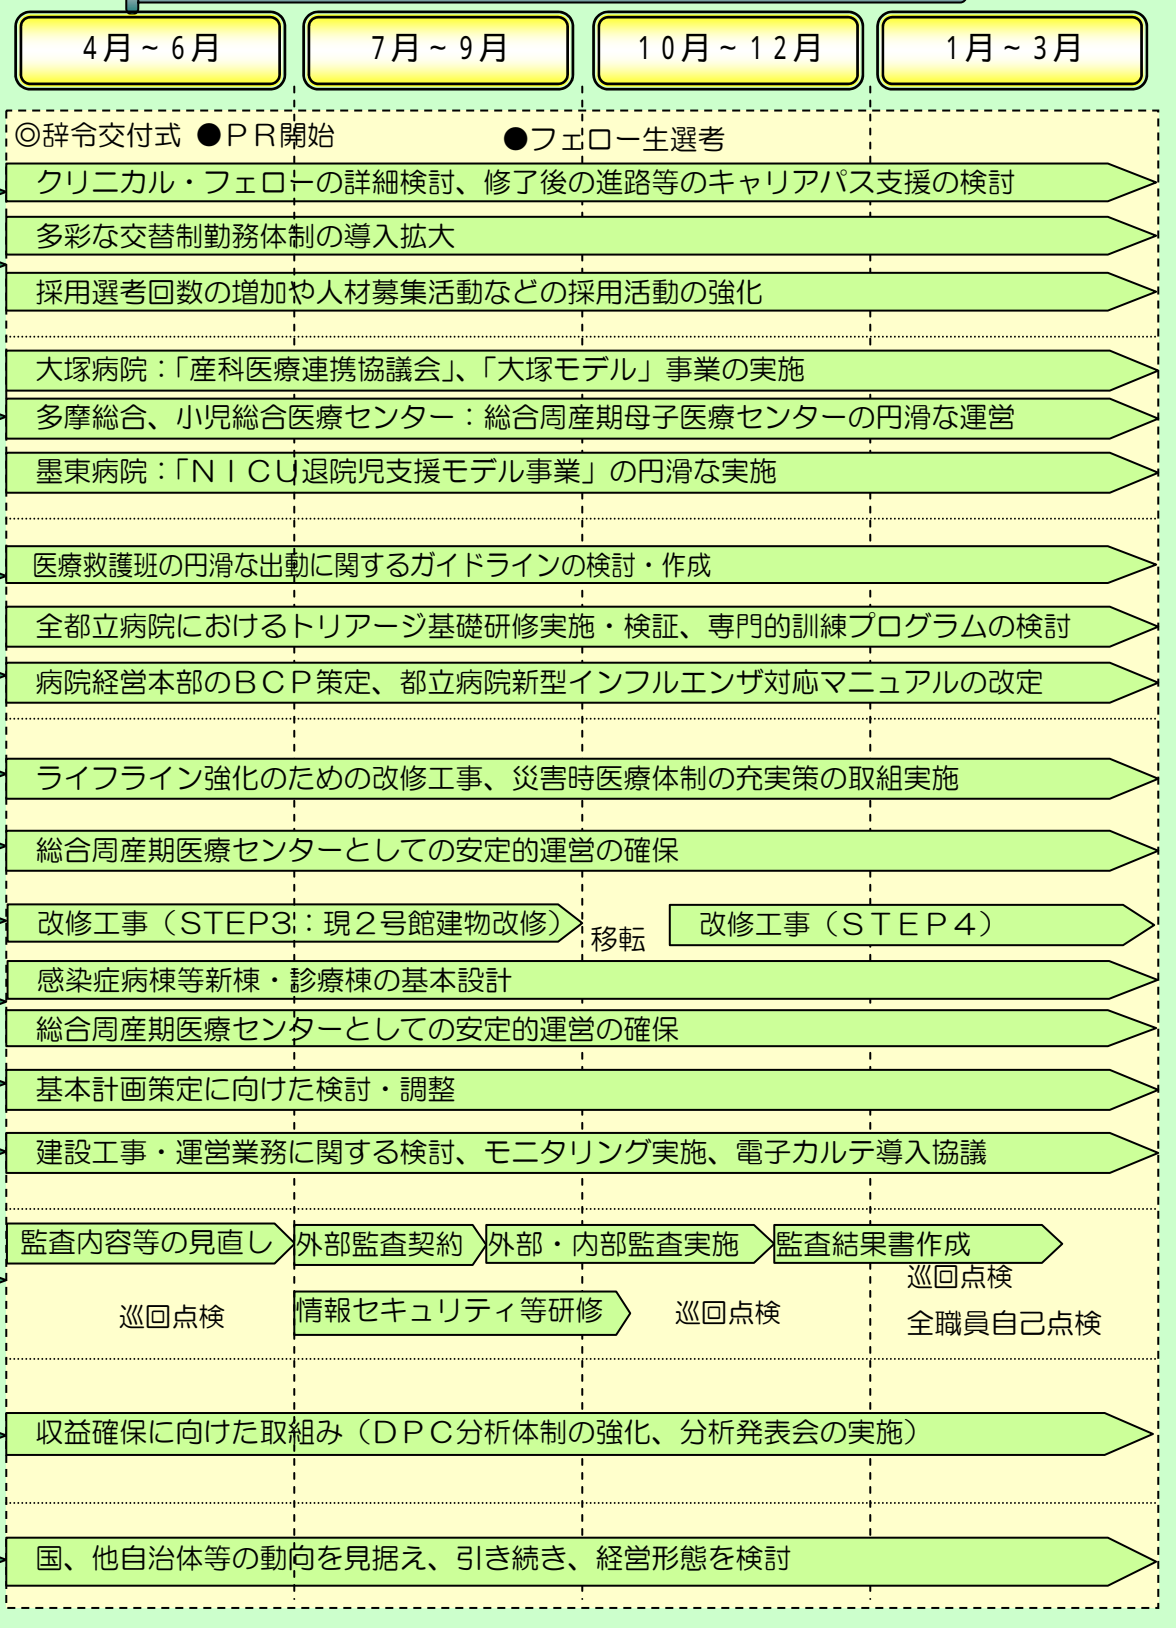 4月～6月
7月～9月
10月～12月
1月～3月
◎辞令交付式 ●ＰＲ開始
●フェロー生選考
クリニカル・フェローの詳細検討、修了後の進路等のキャリアパス支援の検討
多彩な交替制勤務体制の導入拡大
採用選考回数の増加や人材募集活動などの採用活動の強化
大塚病院：「産科医療連携協議会」、「大塚モデル」事業の実施
多摩総合、小児総合医療センター：総合周産期母子医療センターの円滑な運営
墨東病院：「ＮＩＣＵ退院児支援モデル事業」の円滑な実施
医療救護班の円滑な出動に関するガイドラインの検討・作成
全都立病院におけるトリアージ基礎研修実施・検証、専門的訓練プログラムの検討
病院経営本部のＢＣＰ策定、都立病院新型インフルエンザ対応マニュアルの改定
ライフライン強化のための改修工事、災害時医療体制の充実策の取組実施
総合周産期医療センターとしての安定的運営の確保
改修工事（STEP3：現２号館建物改修）
移転
改修工事（ＳＴＥＰ４）
感染症病棟等新棟・診療棟の基本設計
総合周産期医療センターとしての安定的運営の確保
基本計画策定に向けた検討・調整
建設工事・運営業務に関する検討、モニタリング実施、電子カルテ導入協議
監査内容等の見直し
外部監査契約
外部・内部監査実施
監査結果書作成
巡回点検
巡回点検
情報セキュリティ等研修
巡回点検
全職員自己点検
収益確保に向けた取組み（ＤＰＣ分析体制の強化、分析発表会の実施）
国、他自治体等の動向を見据え、引き続き、経営形態を検討